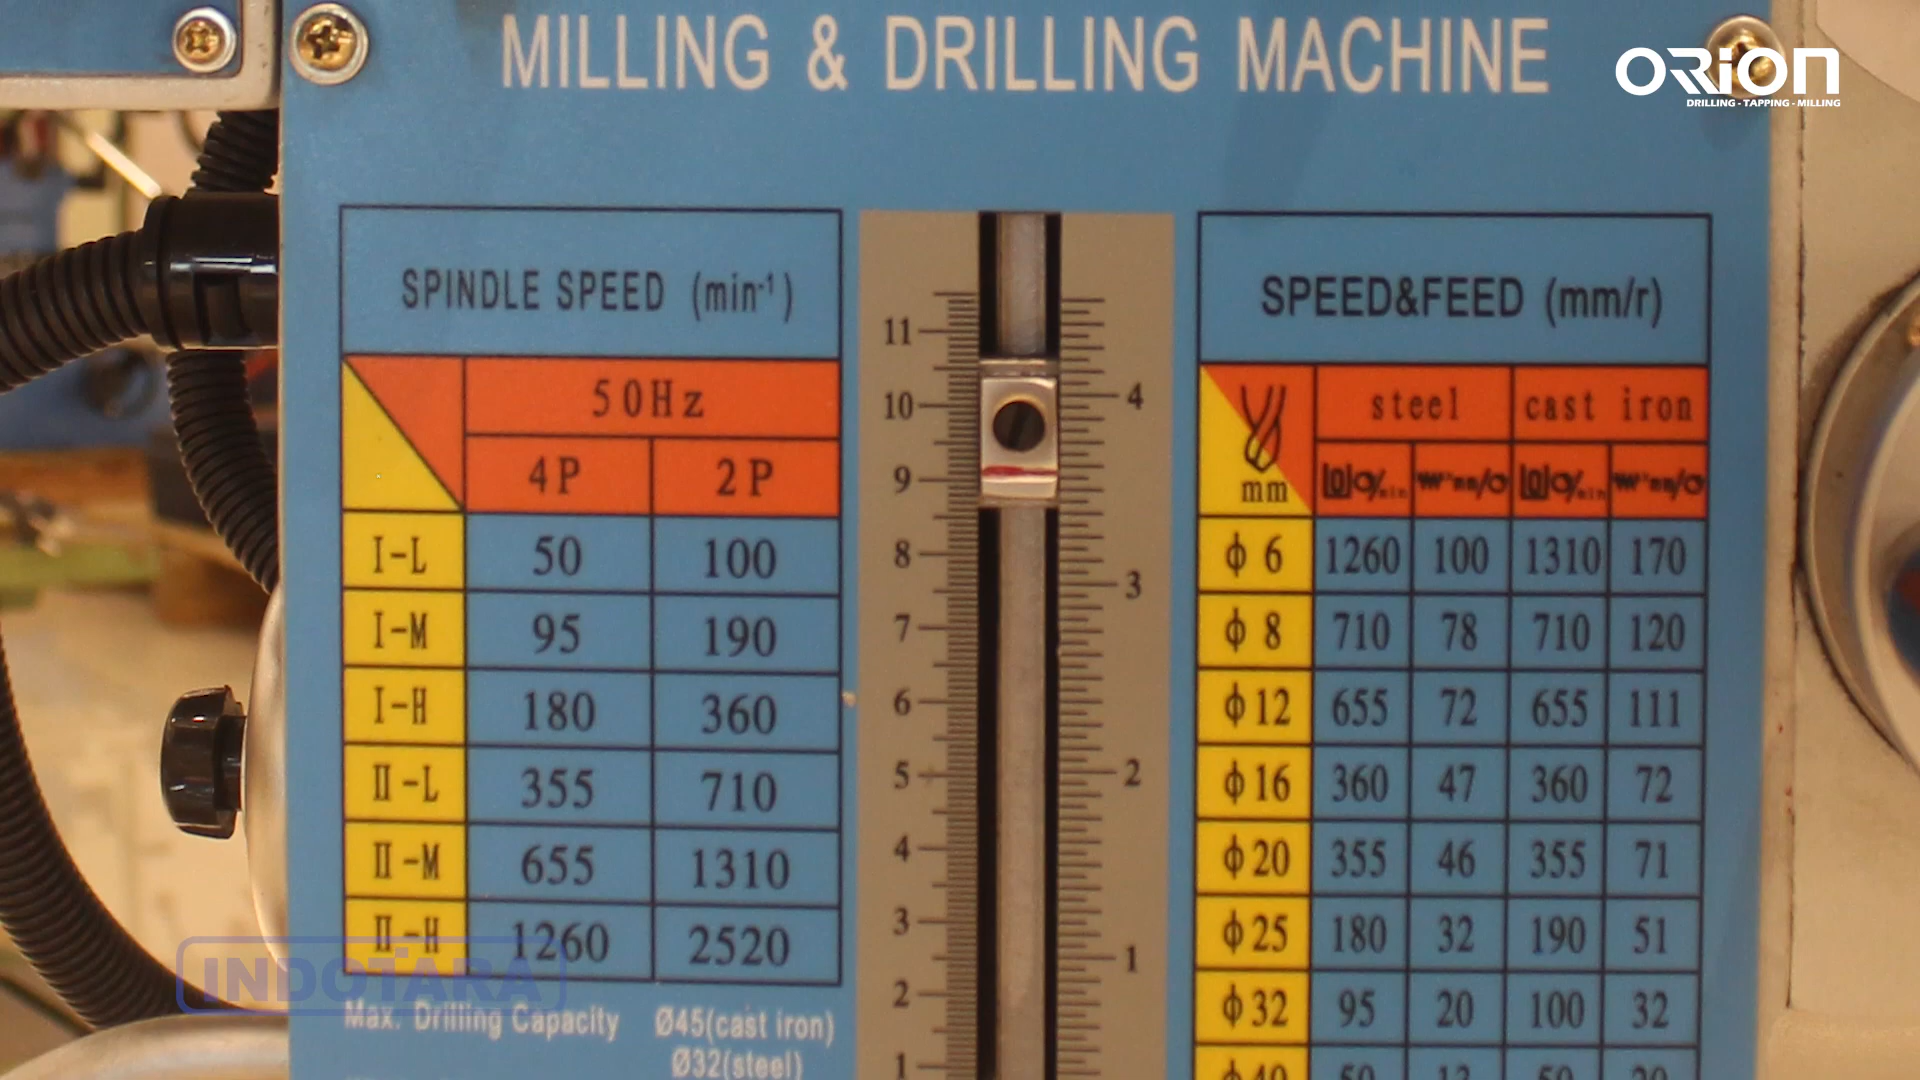 MILLING & DRILLING MACHINE
ORiON
DRILLING - TAPPING - MILLING
SPINDLE SPEED (min⁻¹)
50Hz
4P 2P
I-L 50 100
I-M 95 190
I-H 180 360
II-L 355 710
II-M 655 1310
II-H 1260 2520
INDOTARA
Max. Drilling Capacity Ø45(cast iron)
Ø32(steel)
11
10
9
8
7
6
5
4
3
2
1
4
3
2
1
SPEED&FEED (mm/r)
steel cast iron
mm
ϕ6 1260 100 1310 170
ϕ8 710 78 710 120
ϕ12 655 72 655 111
ϕ16 360 47 360 72
ϕ20 355 46 355 71
ϕ25 180 32 190 51
ϕ32 95 20 100 32
ϕ40 50 13 50 20